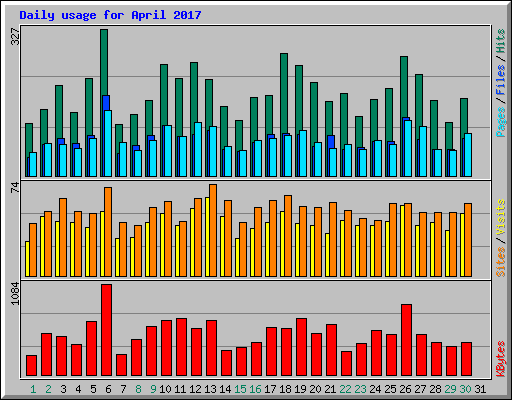 Daily usage for April 2017
327
Pages/Files/Hits
74
Sites/Visits
1084
KBytes
1 2 3 4 5 6 7 8 9 10 11 12 13 14 15 16 17 18 19 20 21 22 23 24 25 26 27 28 29 30 31